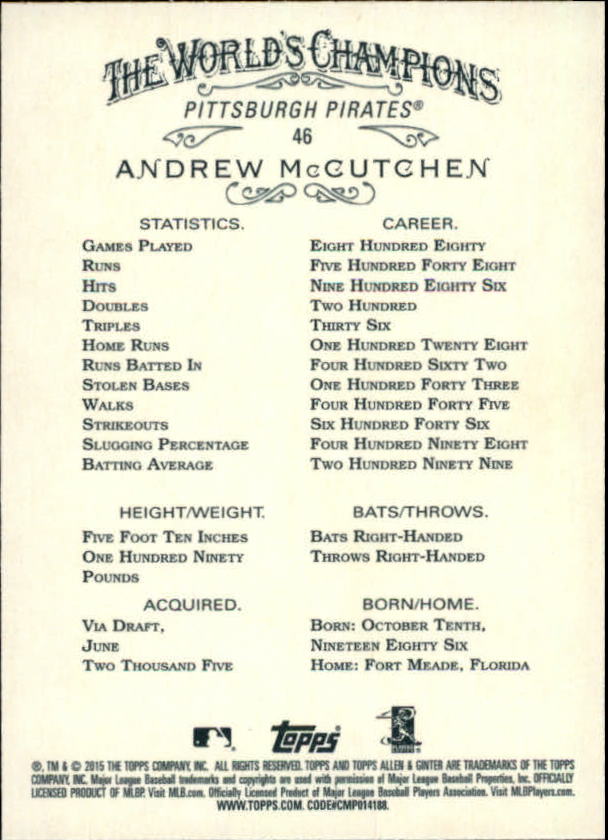 THE WORLD'S CHAMPIONS
PITTSBURGH PIRATES®
46
ANDREW McCUTCHEN
STATISTICS. CAREER.
GAMES PLAYED EIGHT HUNDRED EIGHTY
RUNS FIVE HUNDRED FORTY EIGHT
HITS NINE HUNDRED EIGHTY SIX
DOUBLES TWO HUNDRED
TRIPLES THIRTY SIX
HOME RUNS ONE HUNDRED TWENTY EIGHT
RUNS BATTED IN FOUR HUNDRED SIXTY TWO
STOLEN BASES ONE HUNDRED FORTY THREE
WALKS FOUR HUNDRED FORTY FIVE
STRIKEOUTS SIX HUNDRED FORTY SIX
SLUGGING PERCENTAGE FOUR HUNDRED NINETY EIGHT
BATTING AVERAGE TWO HUNDRED NINETY NINE
HEIGHT/WEIGHT. BATS/THROWS.
FIVE FOOT TEN INCHES BATS RIGHT-HANDED
ONE HUNDRED NINETY THROWS RIGHT-HANDED
POUNDS
ACQUIRED. BORN/HOME.
VIA DRAFT, BORN: OCTOBER TENTH,
JUNE NINETEEN EIGHTY SIX
TWO THOUSAND FIVE HOME: FORT MEADE, FLORIDA
topps
®, TM & © 2015 THE TOPPS COMPANY, INC. ALL RIGHTS RESERVED. TOPPS AND TOPPS ALLEN & GINTER ARE TRADEMARKS OF THE TOPPS
COMPANY, INC. Major League Baseball trademarks and copyrights are used with permission of Major League Baseball Properties, Inc. OFFICIALLY
LICENSED PRODUCT OF MLBP. Visit MLB.com. Officially Licensed Product of Major League Baseball Players Association. Visit MLBPlayers.com.
WWW.TOPPS.COM. CODE#CMP014188.